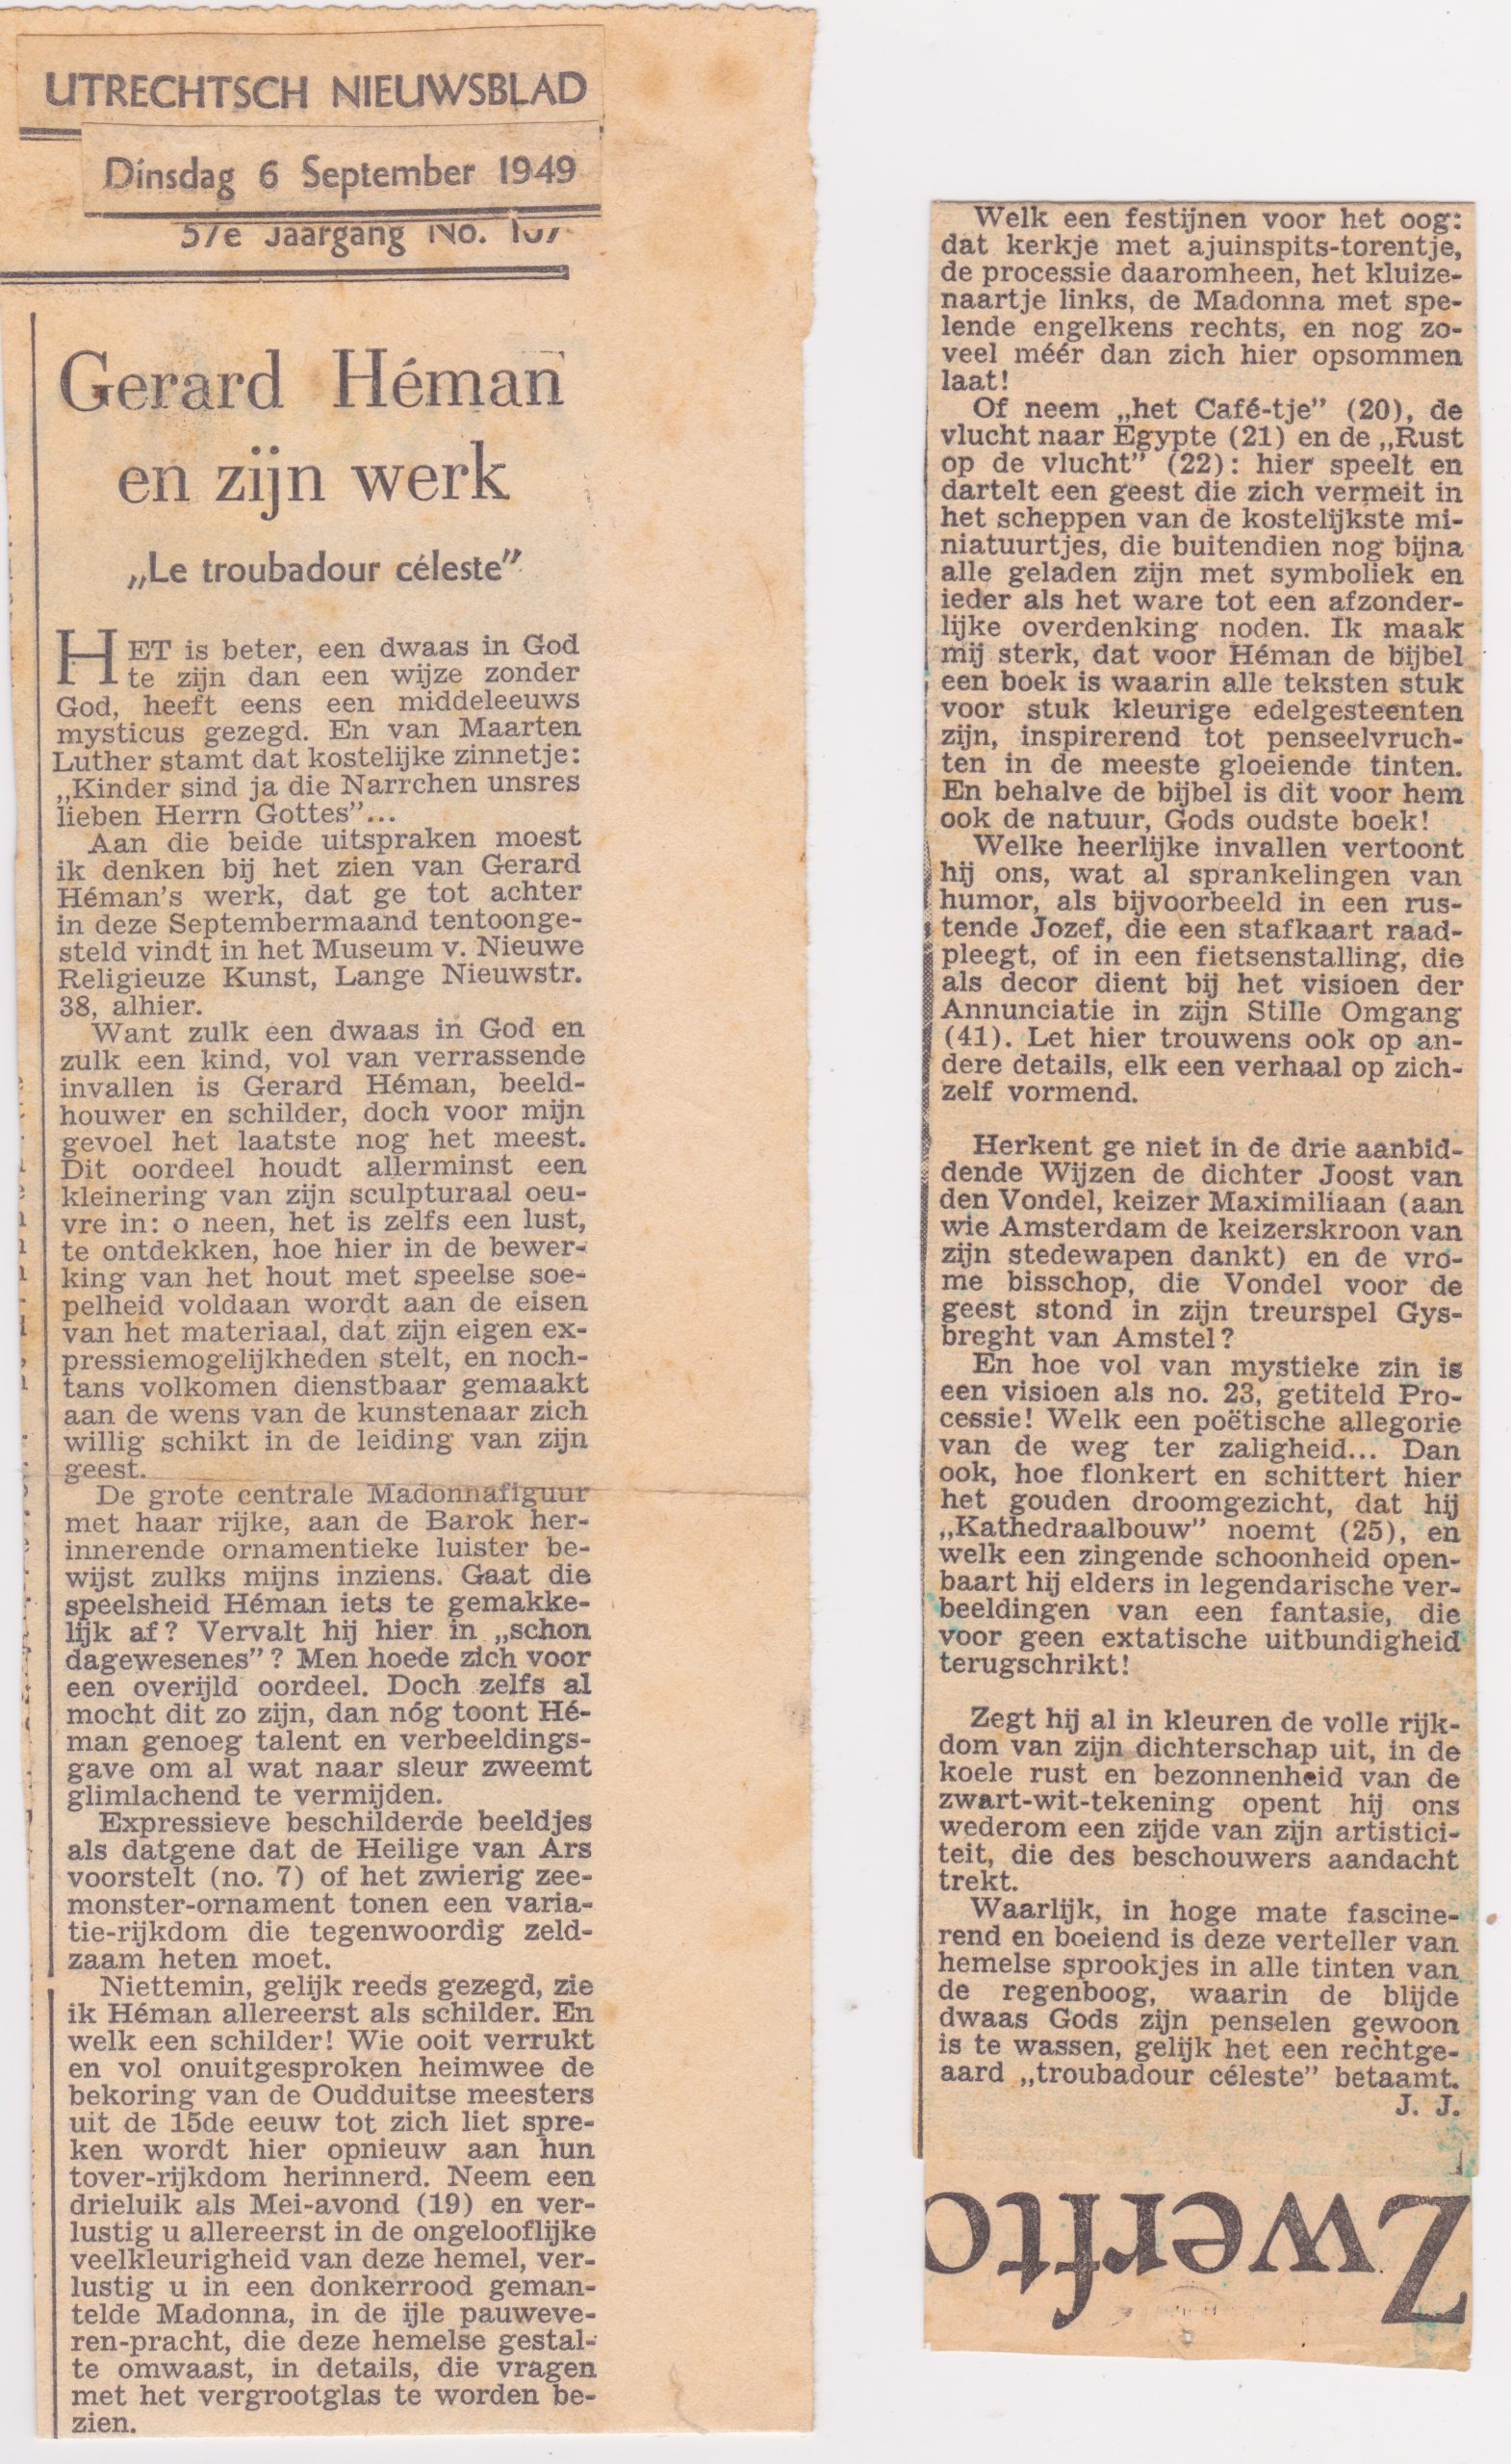 UTRECHTSCH NIEUWSBLAD
Dinsdag 6 September 1949
57e Jaargang No. 107
Gerard Héman
en zijn werk
„Le troubadour céleste”
HET is beter, een dwaas in God
te zijn dan een wijze zonder
God, heeft eens een middeleeuws
mysticus gezegd. En van Maarten
Luther stamt dat kostelijke zinnetje:
„Kinder sind ja die Narrchen unsres
lieben Herrn Gottes”...
Aan die beide uitspraken moest
ik denken bij het zien van Gerard
Héman's werk, dat ge tot achter
in deze Septembermaand tentoonge-
steld vindt in het Museum v. Nieuwe
Religieuze Kunst, Lange Nieuwstr.
38, alhier.
Want zulk een dwaas in God en
zulk een kind, vol van verrassende
invallen is Gerard Héman, beeld-
houwer en schilder, doch voor mijn
gevoel het laatste nog het meest.
Dit oordeel houdt allerminst een
kleinering van zijn sculpturaal oeu-
vre in: o neen, het is zelfs een lust,
te ontdekken, hoe hier in de bewer-
king van het hout met speelse soe-
pelheid voldaan wordt aan de eisen
van het materiaal, dat zijn eigen ex-
pressiemogelijkheden stelt, en noch-
tans volkomen dienstbaar gemaakt
aan de wens van de kunstenaar zich
willig schikt in de leiding van zijn
geest.
De grote centrale Madonnafiguur
met haar rijke, aan de Barok her-
innerende ornamentieke luister be-
wijst zulks mijns inziens. Gaat die
speelsheid Héman iets te gemakke-
lijk af? Vervalt hij hier in „schon
dagewesenes”? Men hoede zich voor
een overijld oordeel. Doch zelfs al
mocht dit zo zijn, dan nóg toont Hé-
man genoeg talent en verbeeldings-
gave om al wat naar sleur zweemt
glimlachend te vermijden.
Expressieve beschilderde beeldjes
als datgene dat de Heilige van Ars
voorstelt (no. 7) of het zwierig zee-
monster-ornament tonen een varia-
tie-rijkdom die tegenwoordig zeld-
zaam heten moet.
Niettemin, gelijk reeds gezegd, zie
ik Héman allereerst als schilder. En
welk een schilder! Wie ooit verrukt
en vol onuitgesproken heimwee de
bekoring van de Oudduitse meesters
uit de 15de eeuw tot zich liet spre-
ken wordt hier opnieuw aan hun
tover-rijkdom herinnerd. Neem een
drieluik als Mei-avond (19) en ver-
lustig u allereerst in de ongelooflijke
veelkleurigheid van deze hemel, ver-
lustig u in een donkerrood geman-
telde Madonna, in de ijle pauweve-
ren-pracht, die deze hemelse gestal-
te omwaast, in details, die vragen
met het vergrootglas te worden be-
zien.
Welk een festijnen voor het oog:
dat kerkje met ajuinspits-torentje,
de processie daaromheen, het kluize-
naartje links, de Madonna met spe-
lende engelkens rechts, en nog zo-
veel méér dan zich hier opsommen
laat!
Of neem „het Café-tje” (20), de
vlucht naar Egypte (21) en de „Rust
op de vlucht” (22): hier speelt en
dartelt een geest die zich vermeit in
het scheppen van de kostelijkste mi-
niatuurtjes, die buitendien nog bijna
alle geladen zijn met symboliek en
ieder als het ware tot een afzonder-
lijke overdenking noden. Ik maak
mij sterk, dat voor Héman de bijbel
een boek is waarin alle teksten stuk
voor stuk kleurige edelgesteenten
zijn, inspirerend tot penseelvruch-
ten in de meeste gloeiende tinten.
En behalve de bijbel is dit voor hem
ook de natuur, Gods oudste boek!
Welke heerlijke invallen vertoont
hij ons, wat al sprankelingen van
humor, als bijvoorbeeld in een rus-
tende Jozef, die een stafkaart raad-
pleegt, of in een fietsenstalling, die
als decor dient bij het visioen der
Annunciatie in zijn Stille Omgang
(41). Let hier trouwens ook op an-
dere details, elk een verhaal op zich-
zelf vormend.
Herkent ge niet in de drie aanbid-
dende Wijzen de dichter Joost van
den Vondel, keizer Maximiliaan (aan
wie Amsterdam de keizerskroon van
zijn stedewapen dankt) en de vro-
me bisschop, die Vondel voor de
geest stond in zijn treurspel Gys-
breght van Amstel?
En hoe vol van mystieke zin is
een visioen als no. 23, getiteld Pro-
cessie! Welk een poëtische allegorie
van de weg ter zaligheid... Dan
ook, hoe flonkert en schittert hier
het gouden droomgezicht, dat hij
„Kathedraalbouw” noemt (25), en
welk een zingende schoonheid open-
baart hij elders in legendarische ver-
beeldingen van een fantasie, die
voor geen extatische uitbundigheid
terugschrikt!
Zegt hij al in kleuren de volle rijk-
dom van zijn dichterschap uit, in de
koele rust en bezonnenheid van de
zwart-wit-tekening opent hij ons
wederom een zijde van zijn artistici-
teit, die des beschouwers aandacht
trekt.
Waarlijk, in hoge mate fascine-
rend en boeiend is deze verteller van
hemelse sprookjes in alle tinten van
de regenboog, waarin de blijde
dwaas Gods zijn penselen gewoon
is te wassen, gelijk het een rechtge-
aard „troubadour céleste” betaamt.
J. J.
Zwerfto